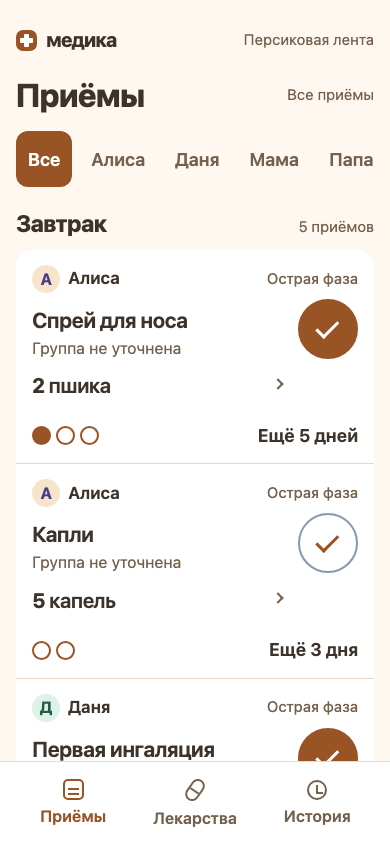 медика
Персиковая лента
Приёмы
Все приёмы
Все Алиса Даня Мама Папа
Завтрак
5 приёмов
А Алиса
Острая фаза
Спрей для носа
Группа не уточнена
2 пшика
Ещё 5 дней
А Алиса
Острая фаза
Капли
Группа не уточнена
5 капель
Ещё 3 дня
Д Даня
Острая фаза
Первая ингаляция
Приёмы Лекарства История